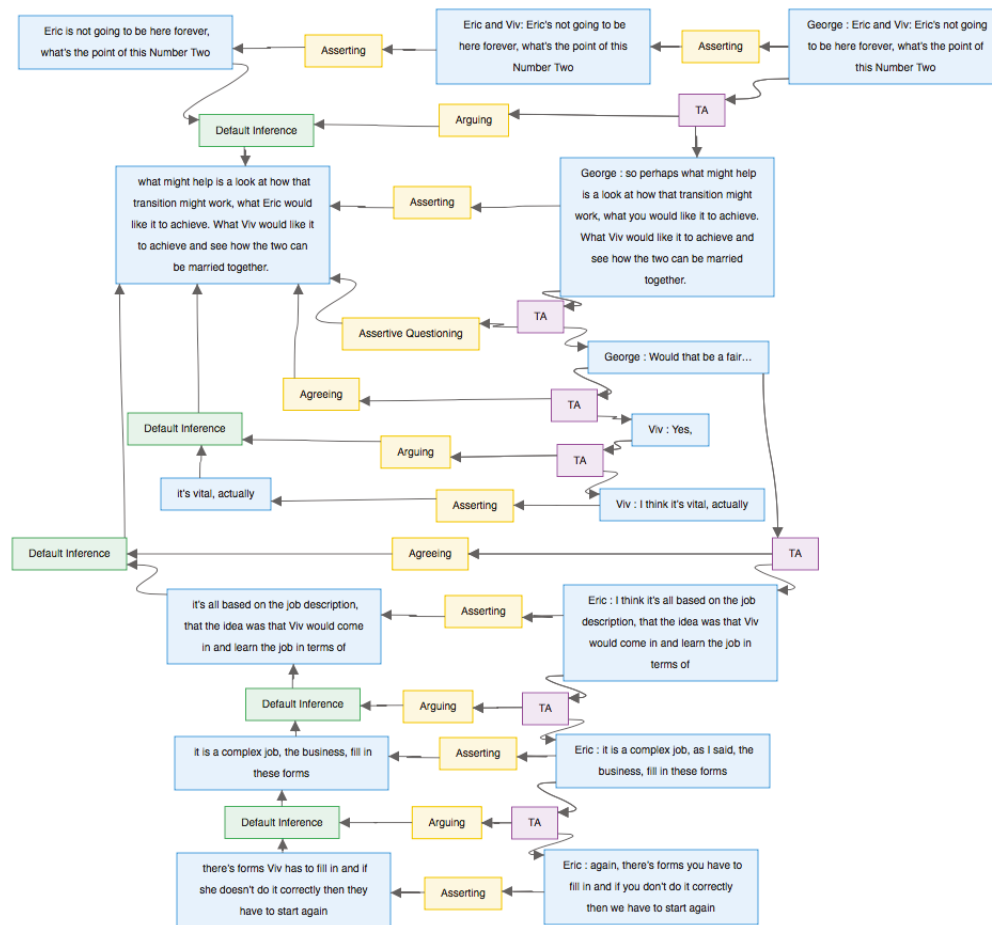 Eric is not going to be here forever,
what's the point of this Number Two
Asserting
Eric and Viv: Eric's not going to be
here forever, what's the point of this
Number Two
Asserting
George : Eric and Viv: Eric's not going
to be here forever, what's the point of
this Number Two
TA
Arguing
Default Inference
what might help is a look at how that
transition might work, what Eric would
like it to achieve. What Viv would like it
to achieve and see how the two can
be married together.
Asserting
George : so perhaps what might help
is a look at how that transition might
work, what you would like it to achieve.
What Viv would like it to achieve and
see how the two can be married
together.
TA
Assertive Questioning
George : Would that be a fair...
Agreeing
TA
Default Inference
Viv : Yes,
Arguing
TA
it's vital, actually
Asserting
Viv : I think it's vital, actually
Default Inference
Agreeing
TA
it's all based on the job description,
that the idea was that Viv would come
in and learn the job in terms of
Asserting
Eric : I think it's all based on the job
description, that the idea was that Viv
would come in and learn the job in
terms of
Default Inference
Arguing
TA
it is a complex job, the business, fill in
these forms
Asserting
Eric : it is a complex job, as I said, the
business, fill in these forms
Default Inference
Arguing
TA
there's forms Viv has to fill in and if
she doesn't do it correctly then they
have to start again
Asserting
Eric : again, there's forms you have to
fill in and if you don't do it correctly
then we have to start again